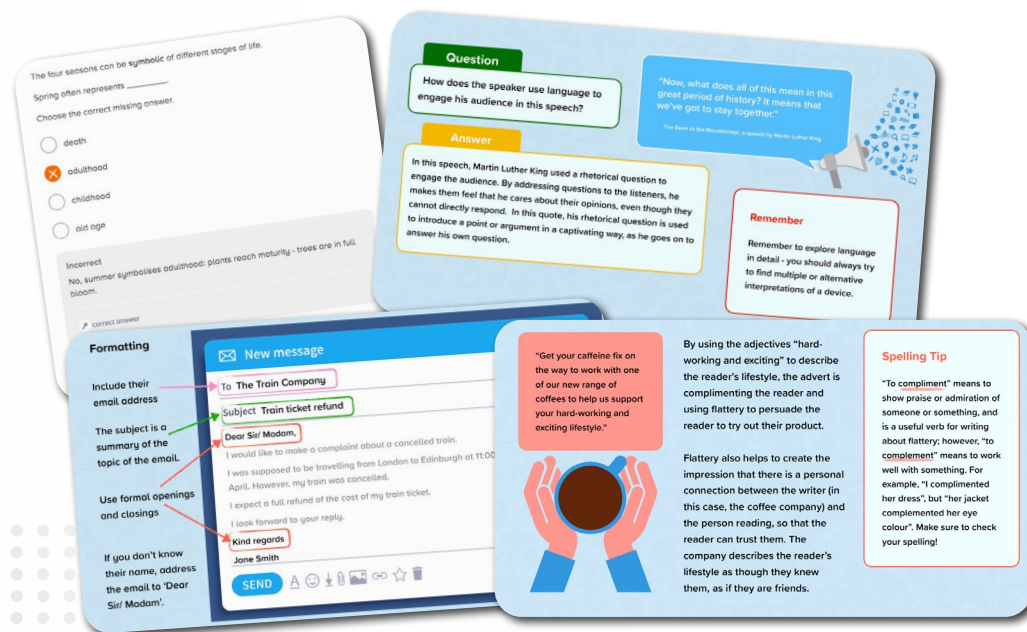 The four seasons can be symbolic of different stages of life.
Spring often represents ________
Choose the correct missing answer.
death
adulthood
childhood
old age
Incorrect
No, summer symbolises adulthood: plants reach maturity - trees are in full
bloom.
correct answer
Question
How does the speaker use language to
engage his audience in this speech?
Answer
In this speech, Martin Luther King used a rhetorical question to
engage the audience. By addressing questions to the listeners, he
makes them feel that he cares about their opinions, even though they
cannot directly respond. In this quote, his rhetorical question is used
to introduce a point or argument in a captivating way, as he goes on to
answer his own question.
"Now, what does all of this mean in this
great period of history? It means that
we've got to stay together."
'I've Been to the Mountaintop', a speech by Martin Luther King
Remember
Remember to explore language
in detail - you should always try
to find multiple or alternative
interpretations of a device.
Formatting
Include their
email address
The subject is a
summary of the
topic of the email.
Use formal openings
and closings
If you don't know
their name, address
the email to 'Dear
Sir/ Madam'.
New message
To The Train Company
Subject Train ticket refund
Dear Sir/ Madam,
I would like to make a complaint about a cancelled train.
I was supposed to be travelling from London to Edinburgh at 11:00
April. However, my train was cancelled.
I expect a full refund of the cost of my train ticket.
I look forward to your reply.
Kind regards
Jane Smith
SEND
"Get your caffeine fix on
the way to work with one
of our new range of
coffees to help us support
your hard-working and
exciting lifestyle."
By using the adjectives "hard-
working and exciting" to describe
the reader's lifestyle, the advert is
complimenting the reader and
using flattery to persuade the
reader to try out their product.
Flattery also helps to create the
impression that there is a personal
connection between the writer (in
this case, the coffee company) and
the person reading, so that the
reader can trust them. The
company describes the reader's
lifestyle as though they knew
them, as if they are friends.
Spelling Tip
"To compliment" means to
show praise or admiration of
someone or something, and
is a useful verb for writing
about flattery; however, "to
complement" means to work
well with something. For
example, "I complimented
her dress", but "her jacket
complemented her eye
colour". Make sure to check
your spelling!